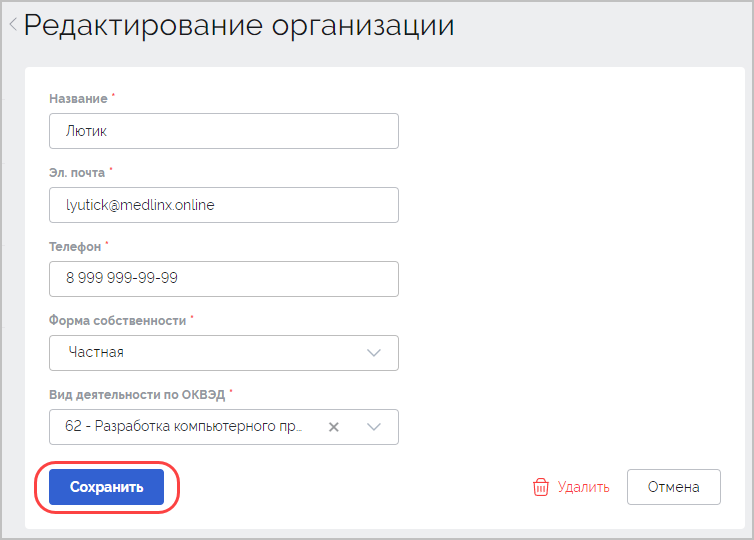 Редактирование организации
Название *
Лютик
Эл. почта *
lyutick@medlinx.online
Телефон *
8 999 999-99-99
Форма собственности *
Частная
Вид деятельности по ОКВЭД *
62 - Разработка компьютерного пр...
Сохранить
Удалить
Отмена